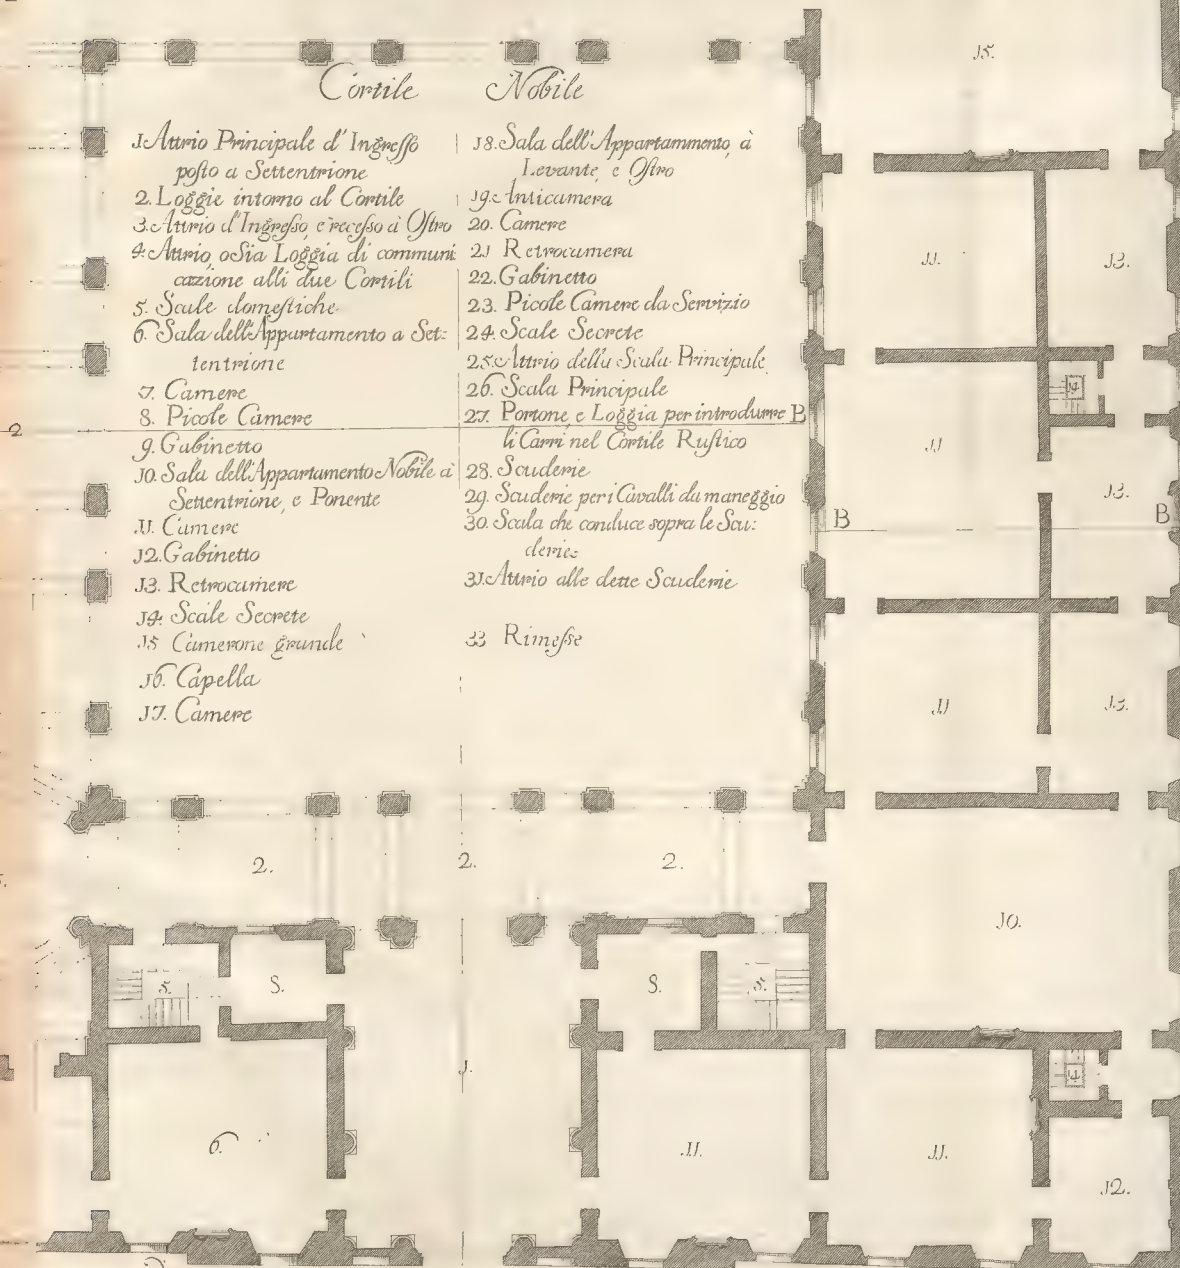 Cortile Nobile
1. Attrio Principale d'Ingreſſo
poſto a Settentrione
2. Loggie intorno al Cortile
3. Attrio d'Ingreſſo, e receſſo à Oſtro
4. Attrio, o Sia Loggia di communi
cazione alli due Cortili
5. Scale domeſtiche
6. Sala dell'Appartamento a Set:
tentrione
7. Camere
8. Picole Camere
9. Gabinetto
10. Sala dell'Appartamento Nobile à
Settentrione, e Ponente
11. Camere
12. Gabinetto
13. Retrocamere
14. Scale Secrete
15 Camerone grande
16. Capella
17. Camere
18. Sala dell'Appartammento, à
Levante, e Oſtro
19. Anticamera
20. Camere
21 Retrocamera
22. Gabinetto
23. Picole Camere da Servizio
24. Scale Secrete
25. Attrio della Scala Principale
26. Scala Principale
27. Portone, e Loggia per introdurre B
li Carri nel Cortile Ruſtico
28. Scuderie
29. Scuderie per i Cavalli da maneggio
30. Scala che conduce sopra le Scu:
derie
31. Attrio alle dette Scuderie
33 Rimeſſe
15.
11.
13.
14
2
11
13.
B
B
11
13.
2.
2.
2.
10.
5.
8.
8.
5.
1.
14
6.
11.
11.
12.